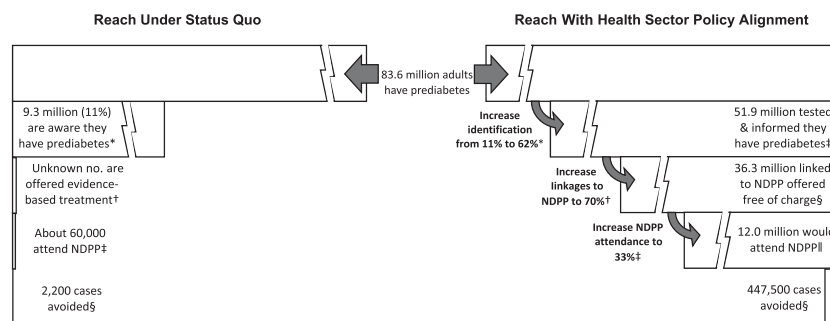 Reach Under Status Quo
Reach With Health Sector Policy Alignment
83.6 million adults
have prediabetes
9.3 million (11%)
are aware they
have prediabetes*
Unknown no. are
offered evidence-
based treatment†
About 60,000
attend NDPP‡
2,200 cases
avoided§
Increase
identification
from 11% to 62%*
51.9 million tested
& informed they
have prediabetes‡
Increase
linkages to
NDPP to 70%†
36.3 million linked
to NDPP offered
free of charge§
Increase NDPP
attendance to
33%‡
12.0 million would
attend NDPP‖
447,500 cases
avoided§